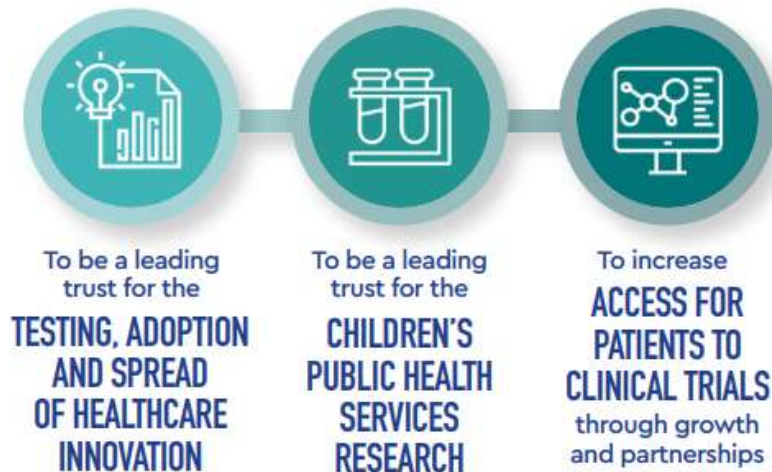 To be a leading
trust for the
TESTING, ADOPTION
AND SPREAD
OF HEALTHCARE
INNOVATION
To be a leading
trust for the
CHILDREN'S
PUBLIC HEALTH
SERVICES
RESEARCH
To increase
ACCESS FOR
PATIENTS TO
CLINICAL TRIALS
through growth
and partnerships